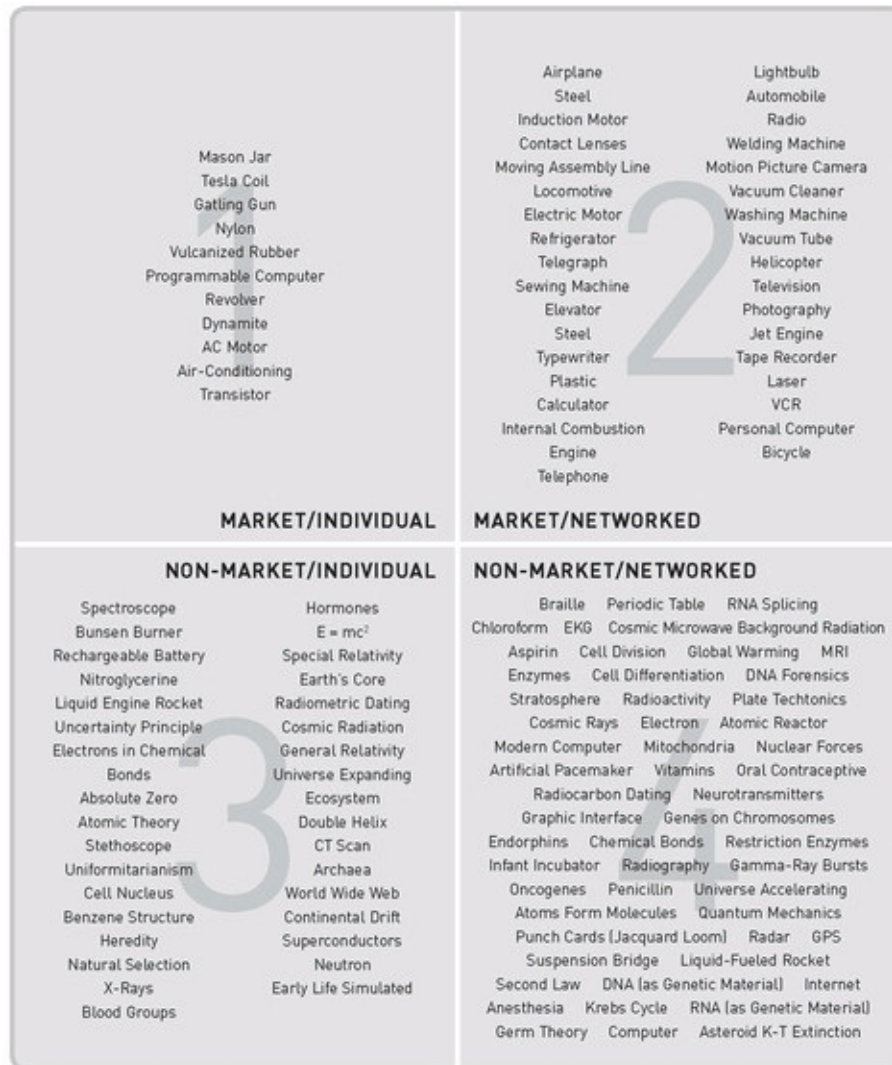 Mason Jar
Tesla Coil
Gatling Gun
Nylon
Vulcanized Rubber
Programmable Computer
Revolver
Dynamite
AC Motor
Air-Conditioning
Transistor
1
MARKET/INDIVIDUAL
Airplane
Steel
Induction Motor
Contact Lenses
Moving Assembly Line
Locomotive
Electric Motor
Refrigerator
Telegraph
Sewing Machine
Elevator
Steel
Typewriter
Plastic
Calculator
Internal Combustion
Engine
Telephone
Lightbulb
Automobile
Radio
Welding Machine
Motion Picture Camera
Vacuum Cleaner
Washing Machine
Vacuum Tube
Helicopter
Television
Photography
Jet Engine
Tape Recorder
Laser
VCR
Personal Computer
Bicycle
2
MARKET/NETWORKED
NON-MARKET/INDIVIDUAL
Spectroscope
Bunsen Burner
Rechargeable Battery
Nitroglycerine
Liquid Engine Rocket
Uncertainty Principle
Electrons in Chemical
Bonds
Absolute Zero
Atomic Theory
Stethoscope
Uniformitarianism
Cell Nucleus
Benzene Structure
Heredity
Natural Selection
X-Rays
Blood Groups
Hormones
E = mc²
Special Relativity
Earth's Core
Radiometric Dating
Cosmic Radiation
General Relativity
Universe Expanding
Ecosystem
Double Helix
CT Scan
Archaea
World Wide Web
Continental Drift
Superconductors
Neutron
Early Life Simulated
3
NON-MARKET/NETWORKED
Braille Periodic Table RNA Splicing
Chloroform EKG Cosmic Microwave Background Radiation
Aspirin Cell Division Global Warming MRI
Enzymes Cell Differentiation DNA Forensics
Stratosphere Radioactivity Plate Techtonics
Cosmic Rays Electron Atomic Reactor
Modern Computer Mitochondria Nuclear Forces
Artificial Pacemaker Vitamins Oral Contraceptive
Radiocarbon Dating Neurotransmitters
Graphic Interface Genes on Chromosomes
Endorphins Chemical Bonds Restriction Enzymes
Infant Incubator Radiography Gamma-Ray Bursts
Oncogenes Penicillin Universe Accelerating
Atoms Form Molecules Quantum Mechanics
Punch Cards (Jacquard Loom) Radar GPS
Suspension Bridge Liquid-Fueled Rocket
Second Law DNA (as Genetic Material) Internet
Anesthesia Krebs Cycle RNA (as Genetic Material)
Germ Theory Computer Asteroid K-T Extinction
4